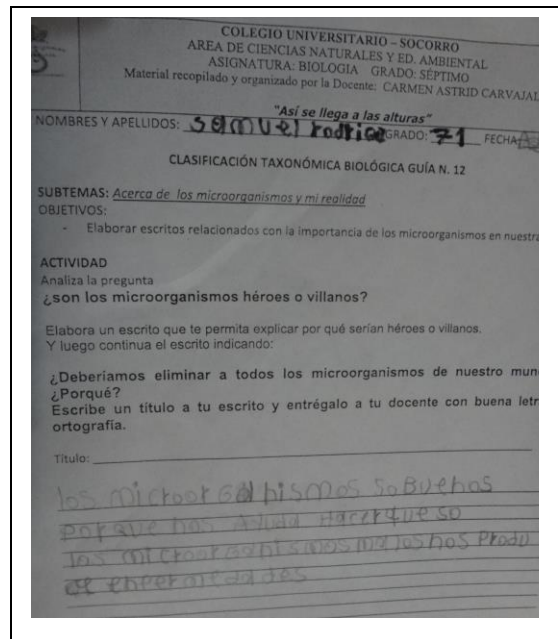 COLEGIO UNIVERSITARIO – SOCORRO
AREA DE CIENCIAS NATURALES Y ED. AMBIENTAL
ASIGNATURA: BIOLOGIA GRADO: SÉPTIMO
Material recopilado y organizado por la Docente: CARMEN ASTRID CARVAJAL
"Así se llega a las alturas"
NOMBRES Y APELLIDOS: Samuel rodrige GRADO: 71 FECHA
CLASIFICACIÓN TAXONÓMICA BIOLÓGICA GUÍA N. 12
SUBTEMAS: Acerca de los microorganismos y mi realidad
OBJETIVOS:
- Elaborar escritos relacionados con la importancia de los microorganismos en nuestra
ACTIVIDAD
Analiza la pregunta
¿son los microorganismos héroes o villanos?
Elabora un escrito que te permita explicar por qué serían héroes o villanos.
Y luego continua el escrito indicando:
¿Deberíamos eliminar a todos los microorganismos de nuestro mun
¿Porqué?
Escribe un título a tu escrito y entrégalo a tu docente con buena letr
ortografía.
Título:
los microorganismos so Buenos
porque nos Ayuda Hacer queso
los microorganismos malos nos Produ
ce enfermedades